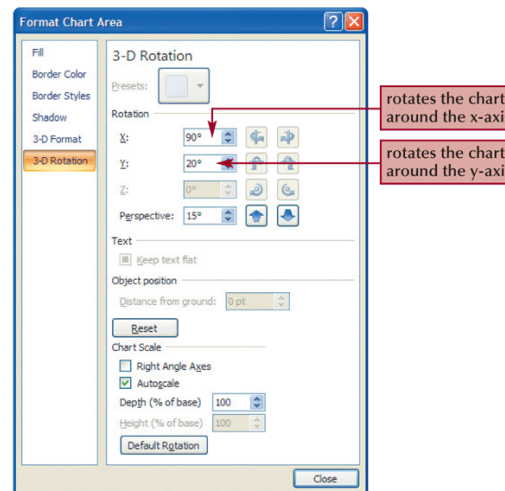 Format Chart Area
Fill
Border Color
Border Styles
Shadow
3-D Format
3-D Rotation
3-D Rotation
Presets:
Rotation
X: 90°
Y: 20°
Z: 0°
Perspective: 15°
Text
Keep text flat
Object position
Distance from ground: 0 pt
Reset
Chart Scale
Right Angle Axes
Autoscale
Depth (% of base) 100
Height (% of base) 100
Default Rotation
Close
rotates the chart
around the x-axi
rotates the chart
around the y-axi